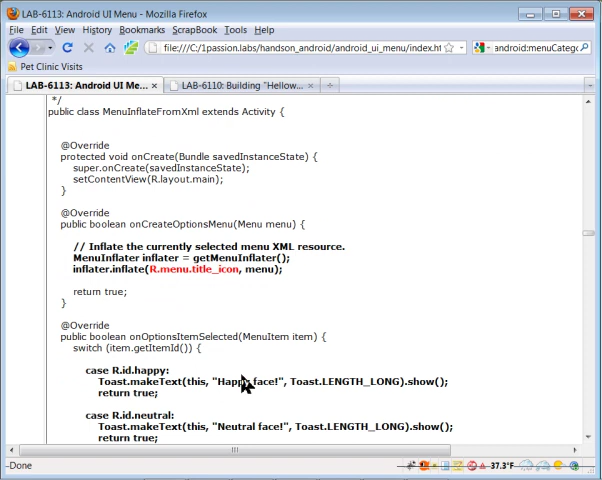 LAB-6113: Android UI Menu - Mozilla Firefox
File Edit View History Bookmarks ScrapBook Tools Help
file:///C:/1passion.labs/handson_android/android_ui_menu/index.ht
android:menuCateg
Pet Clinic Visits
LAB-6113: Android UI Me... × LAB-6110: Building "Hellow... × +
*/
public class MenuInflateFromXml extends Activity {
@Override
protected void onCreate(Bundle savedInstanceState) {
super.onCreate(savedInstanceState);
setContentView(R.layout.main);
}
@Override
public boolean onCreateOptionsMenu(Menu menu) {
// Inflate the currently selected menu XML resource.
MenuInflater inflater = getMenuInflater();
inflater.inflate(R.menu.title_icon, menu);
return true;
}
@Override
public boolean onOptionsItemSelected(MenuItem item) {
switch (item.getItemId()) {
case R.id.happy:
Toast.makeText(this, "Happy face!", Toast.LENGTH_LONG).show();
return true;
case R.id.neutral:
Toast.makeText(this, "Neutral face!", Toast.LENGTH_LONG).show();
return true;
Done
37.3°F